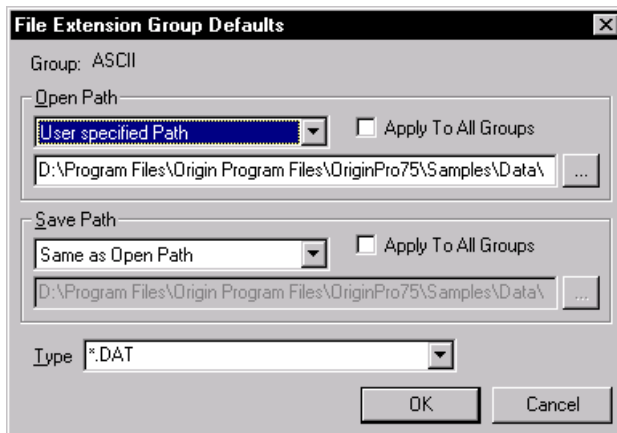 File Extension Group Defaults
Group: ASCII
Open Path
User specified Path
Apply To All Groups
D:\Program Files\Origin Program Files\OriginPro75\Samples\Data\
...
Save Path
Same as Open Path
Apply To All Groups
D:\Program Files\Origin Program Files\OriginPro75\Samples\Data\
...
Type *.DAT
OK Cancel